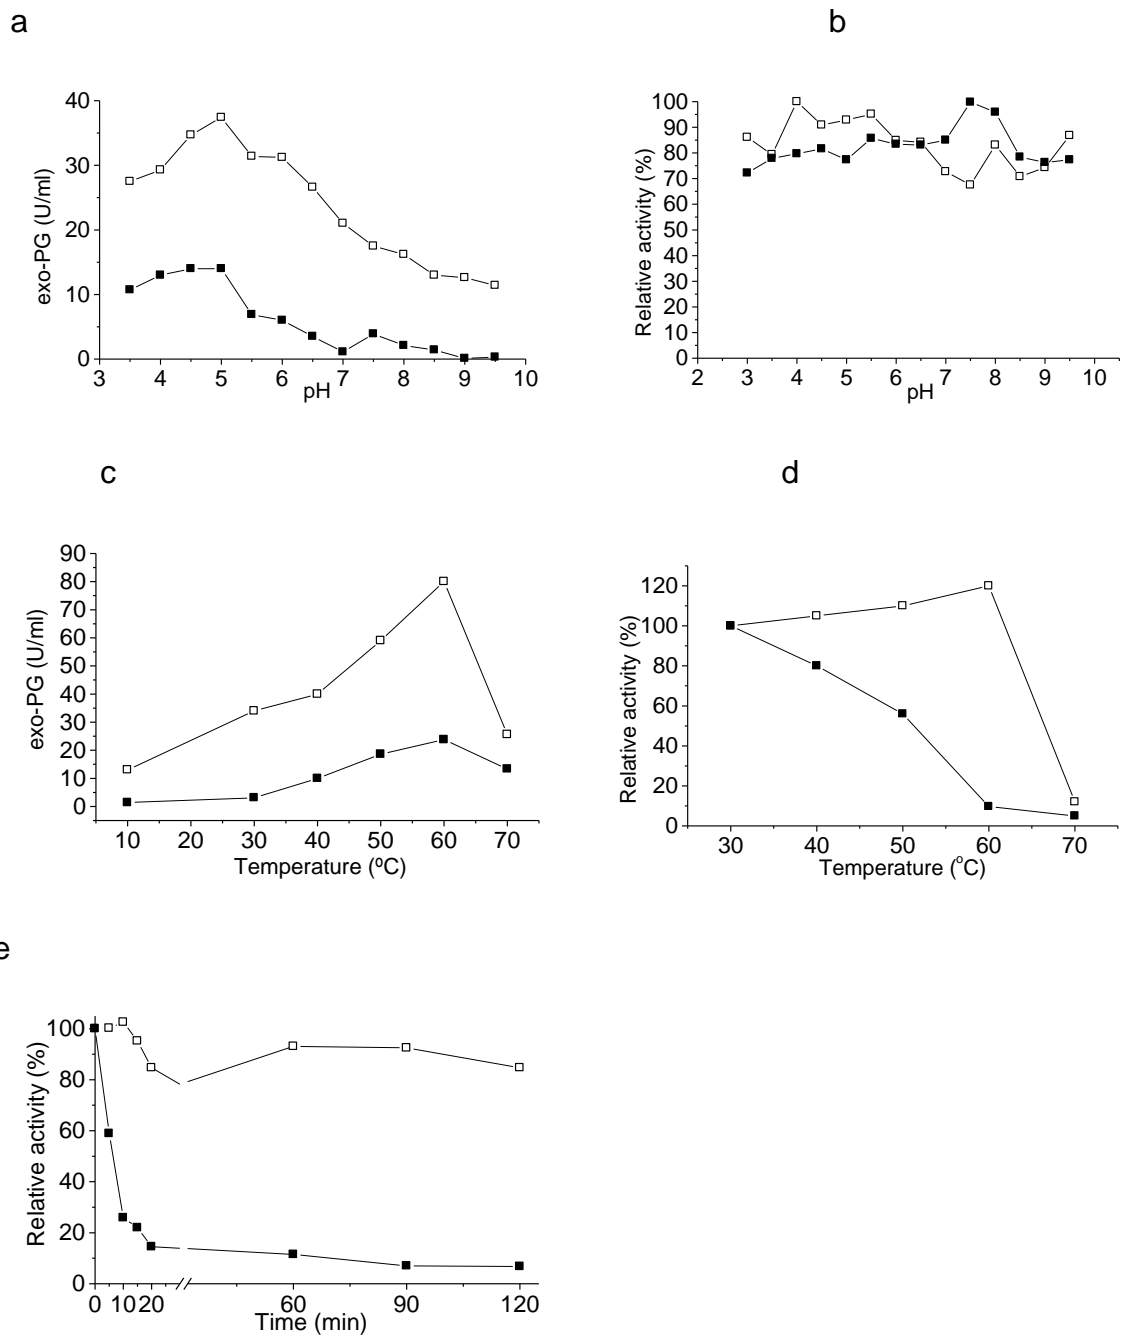 a
b
40
30
20
10
0
exo-PG (U/ml)
3 4 5 6 7 8 9 10
pH
100
90
80
70
60
50
40
30
20
10
0
Relative activity (%)
2 3 4 5 6 7 8 9 10
pH
c
d
90
80
70
60
50
40
30
20
10
0
exo-PG (U/ml)
10 20 30 40 50 60 70
Temperature (ºC)
120
100
80
60
40
20
0
Relative activity (%)
30 40 50 60 70
Temperature (°C)
e
100
80
60
40
20
0
Relative activity (%)
0 10 20 60 90 120
Time (min)